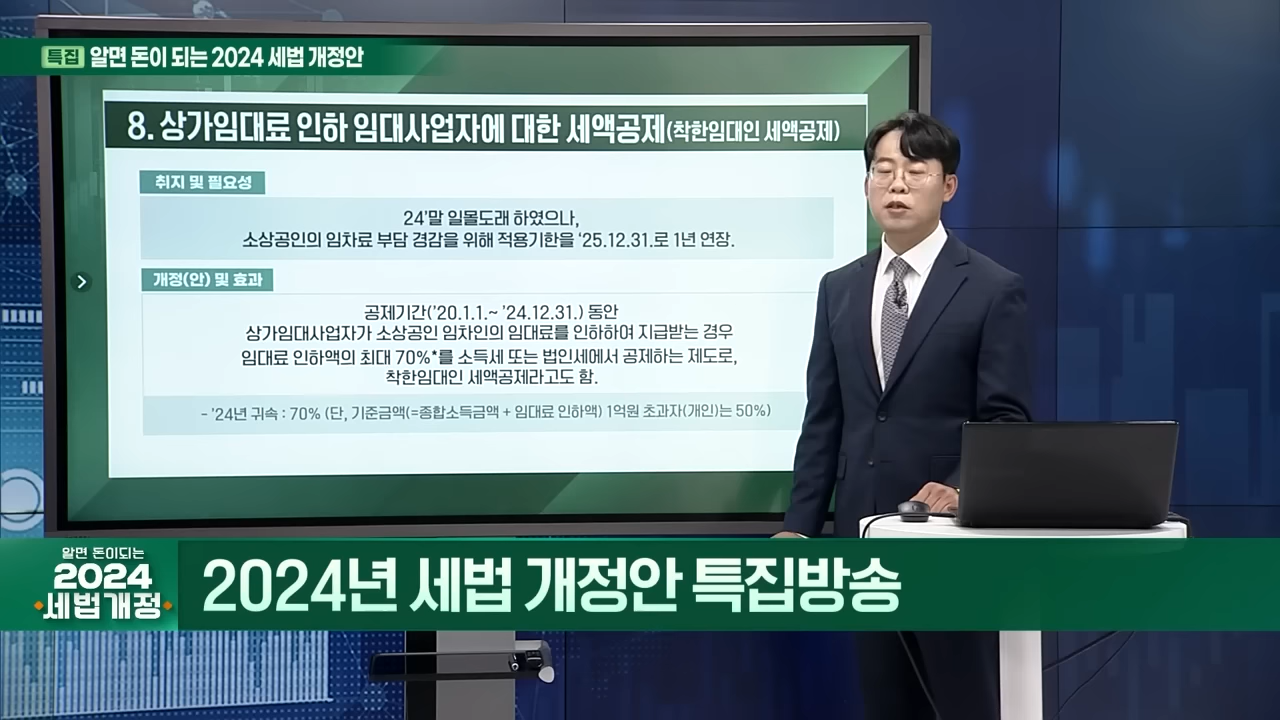 특집 알면 돈이 되는 2024 세법 개정안
8. 상가임대료 인하 임대사업자에 대한 세액공제(착한임대인 세액공제)
취지 및 필요성
24'말 일몰도래 하였으나,
소상공인의 임차료 부담 경감을 위해 적용기한을 '25.12.31.로 1년 연장.
개정(안) 및 효과
공제기간('20.1.1.~ '24.12.31.) 동안
상가임대사업자가 소상공인 임차인의 임대료를 인하하여 지급받는 경우
임대료 인하액의 최대 70%*를 소득세 또는 법인세에서 공제하는 제도로,
착한임대인 세액공제라고도 함.
- '24년 귀속 : 70% (단, 기준금액(=종합소득금액 + 임대료 인하액) 1억원 초과자(개인)는 50%)
알면 돈이되는
2024
세법개정
2024년 세법 개정안 특집방송